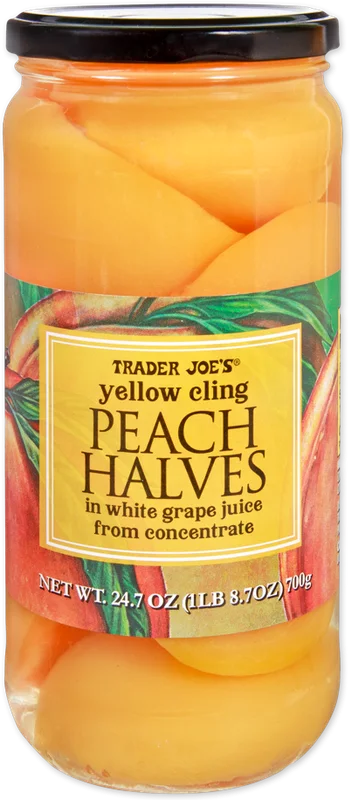 TRADER JOE'S®
yellow cling
PEACH
HALVES
in white grape juice
from concentrate
NET WT. 24.7 OZ (1LB 8.7OZ) 700g